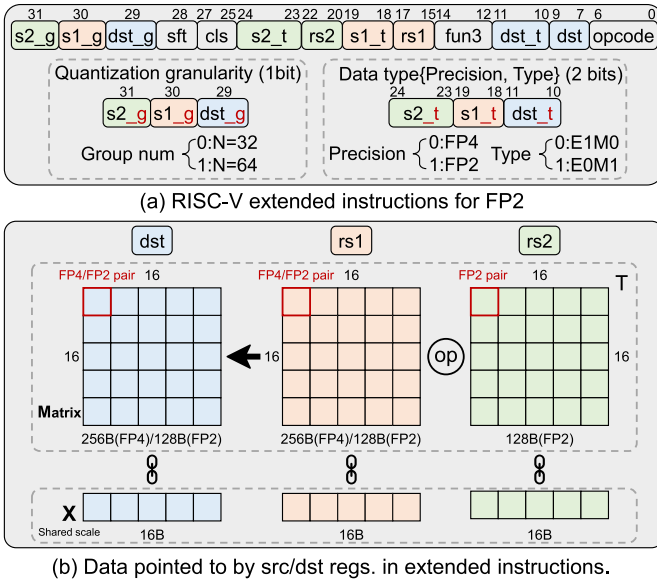 31 30 29 28 27 25 24 23 22 20 19 18 17 15 14 12 11 10 9 7 6 0
s2_g s1_g dst_g sft cls s2_t rs2 s1_t rs1 fun3 dst_t dst opcode
Quantization granularity (1bit)
31 30 29
s2_g s1_g dst_g
Group num
0:N=32
1:N=64
Data type{Precision, Type} (2 bits)
24 23 19 18 11 10
s2_t s1_t dst_t
Precision
0:FP4
1:FP2
Type
0:E1M0
1:E0M1
(a) RISC-V extended instructions for FP2
dst rs1 rs2
FP4/FP2 pair 16 FP4/FP2 pair 16 FP2 pair 16 T
16 16 op 16
Matrix
256B(FP4)/128B(FP2) 256B(FP4)/128B(FP2) 128B(FP2)
X
Shared scale
16B 16B 16B
(b) Data pointed to by src/dst regs. in extended instructions.